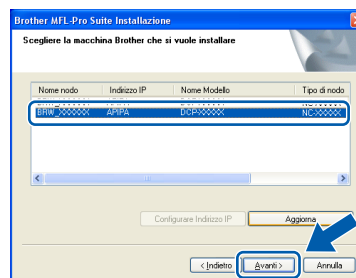 Brother MFL-Pro Suite Installazione
Scegliere la macchina Brother che si vuole installare
Nome nodo Indirizzo IP Nome Modello Tipo di nodo
BRW_XXXXXX APIPA DCP-XXXXX NC-XXXXX
Configurare Indirizzo IP Aggiorna
< Indietro Avanti > Annulla